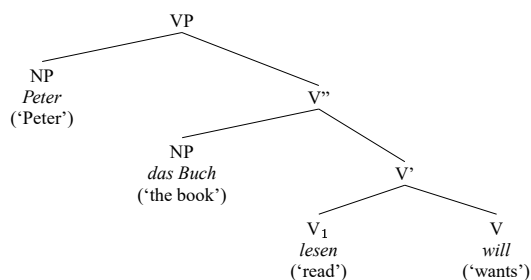 VP
NP
Peter
(‘Peter’)
V”
NP
das Buch
(‘the book’)
V’
V₁
lesen
(‘read’)
V
will
(‘wants’)